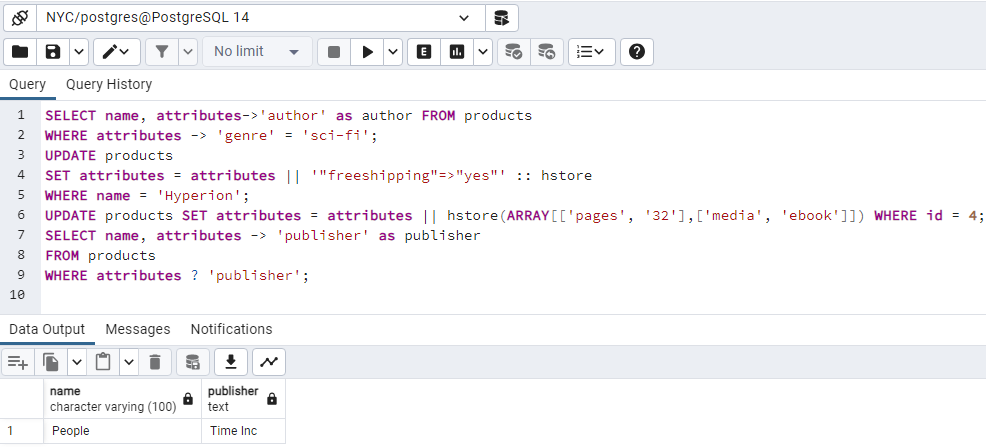 NYC/postgres@PostgreSQL 14
No limit
E
Query Query History
1 SELECT name, attributes->'author' as author FROM products
2 WHERE attributes -> 'genre' = 'sci-fi';
3 UPDATE products
4 SET attributes = attributes || '"freeshipping"=>"yes"' :: hstore
5 WHERE name = 'Hyperion';
6 UPDATE products SET attributes = attributes || hstore(ARRAY[['pages', '32'],['media', 'ebook']]) WHERE id = 4;
7 SELECT name, attributes -> 'publisher' as publisher
8 FROM products
9 WHERE attributes ? 'publisher';
10
Data Output Messages Notifications
name publisher
character varying (100) text
1 People Time Inc